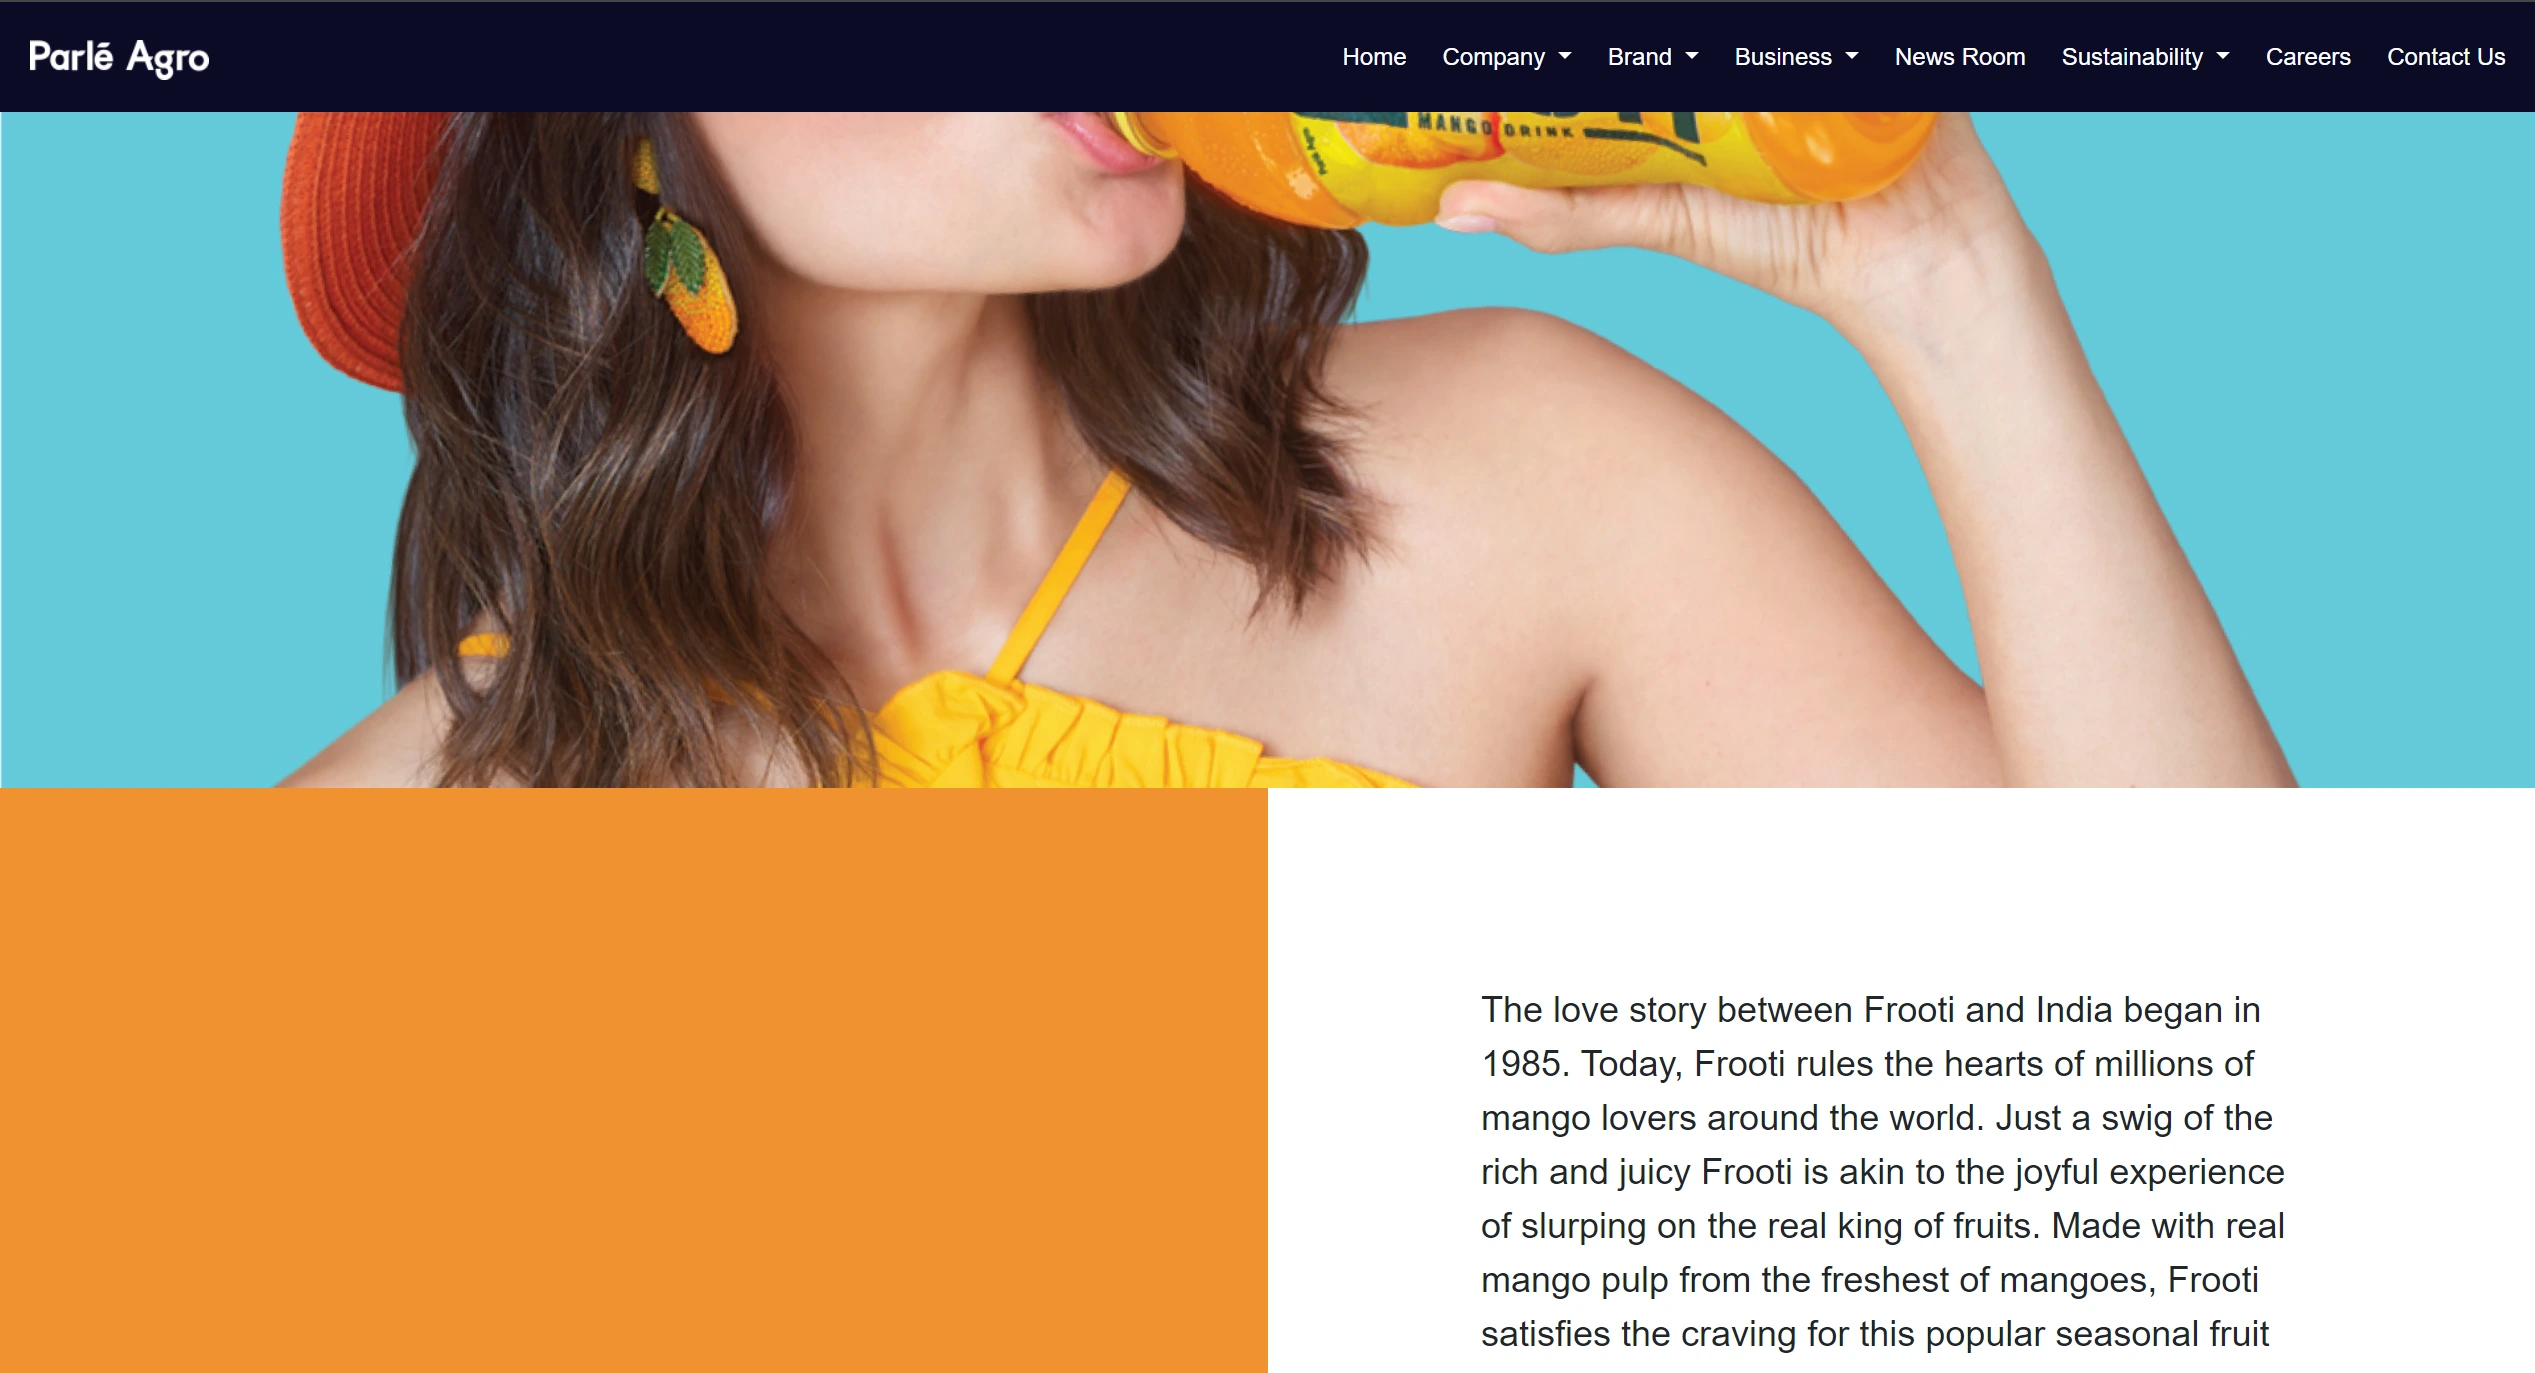 Parlé Agro
Home Company Brand Business News Room Sustainability Careers Contact Us
MANGO DRINK
The love story between Frooti and India began in
1985. Today, Frooti rules the hearts of millions of
mango lovers around the world. Just a swig of the
rich and juicy Frooti is akin to the joyful experience
of slurping on the real king of fruits. Made with real
mango pulp from the freshest of mangoes, Frooti
satisfies the craving for this popular seasonal fruit